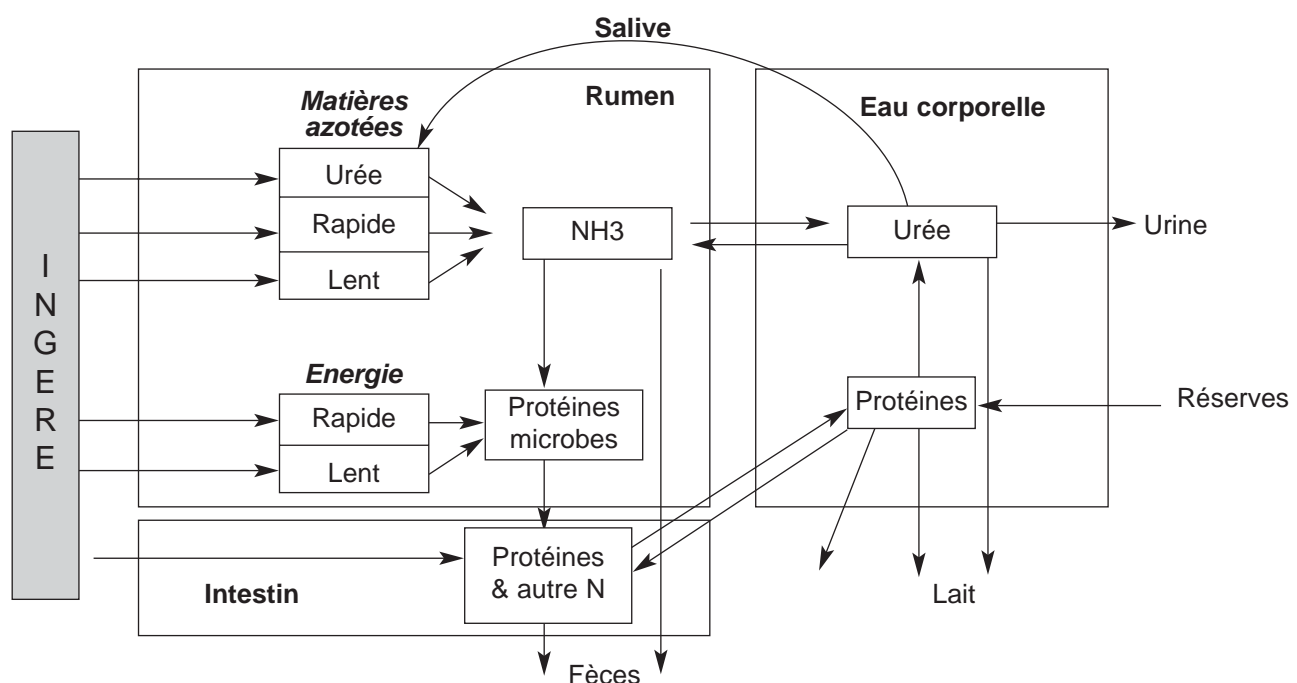 Salive
Rumen
Eau corporelle
Matières
azotées
INGERE
Urée
Rapide
Lent
NH3
Urée
Urine
Energie
Rapide
Lent
Protéines
microbes
Protéines
Réserves
Intestin
Protéines
& autre N
Lait
Fèces